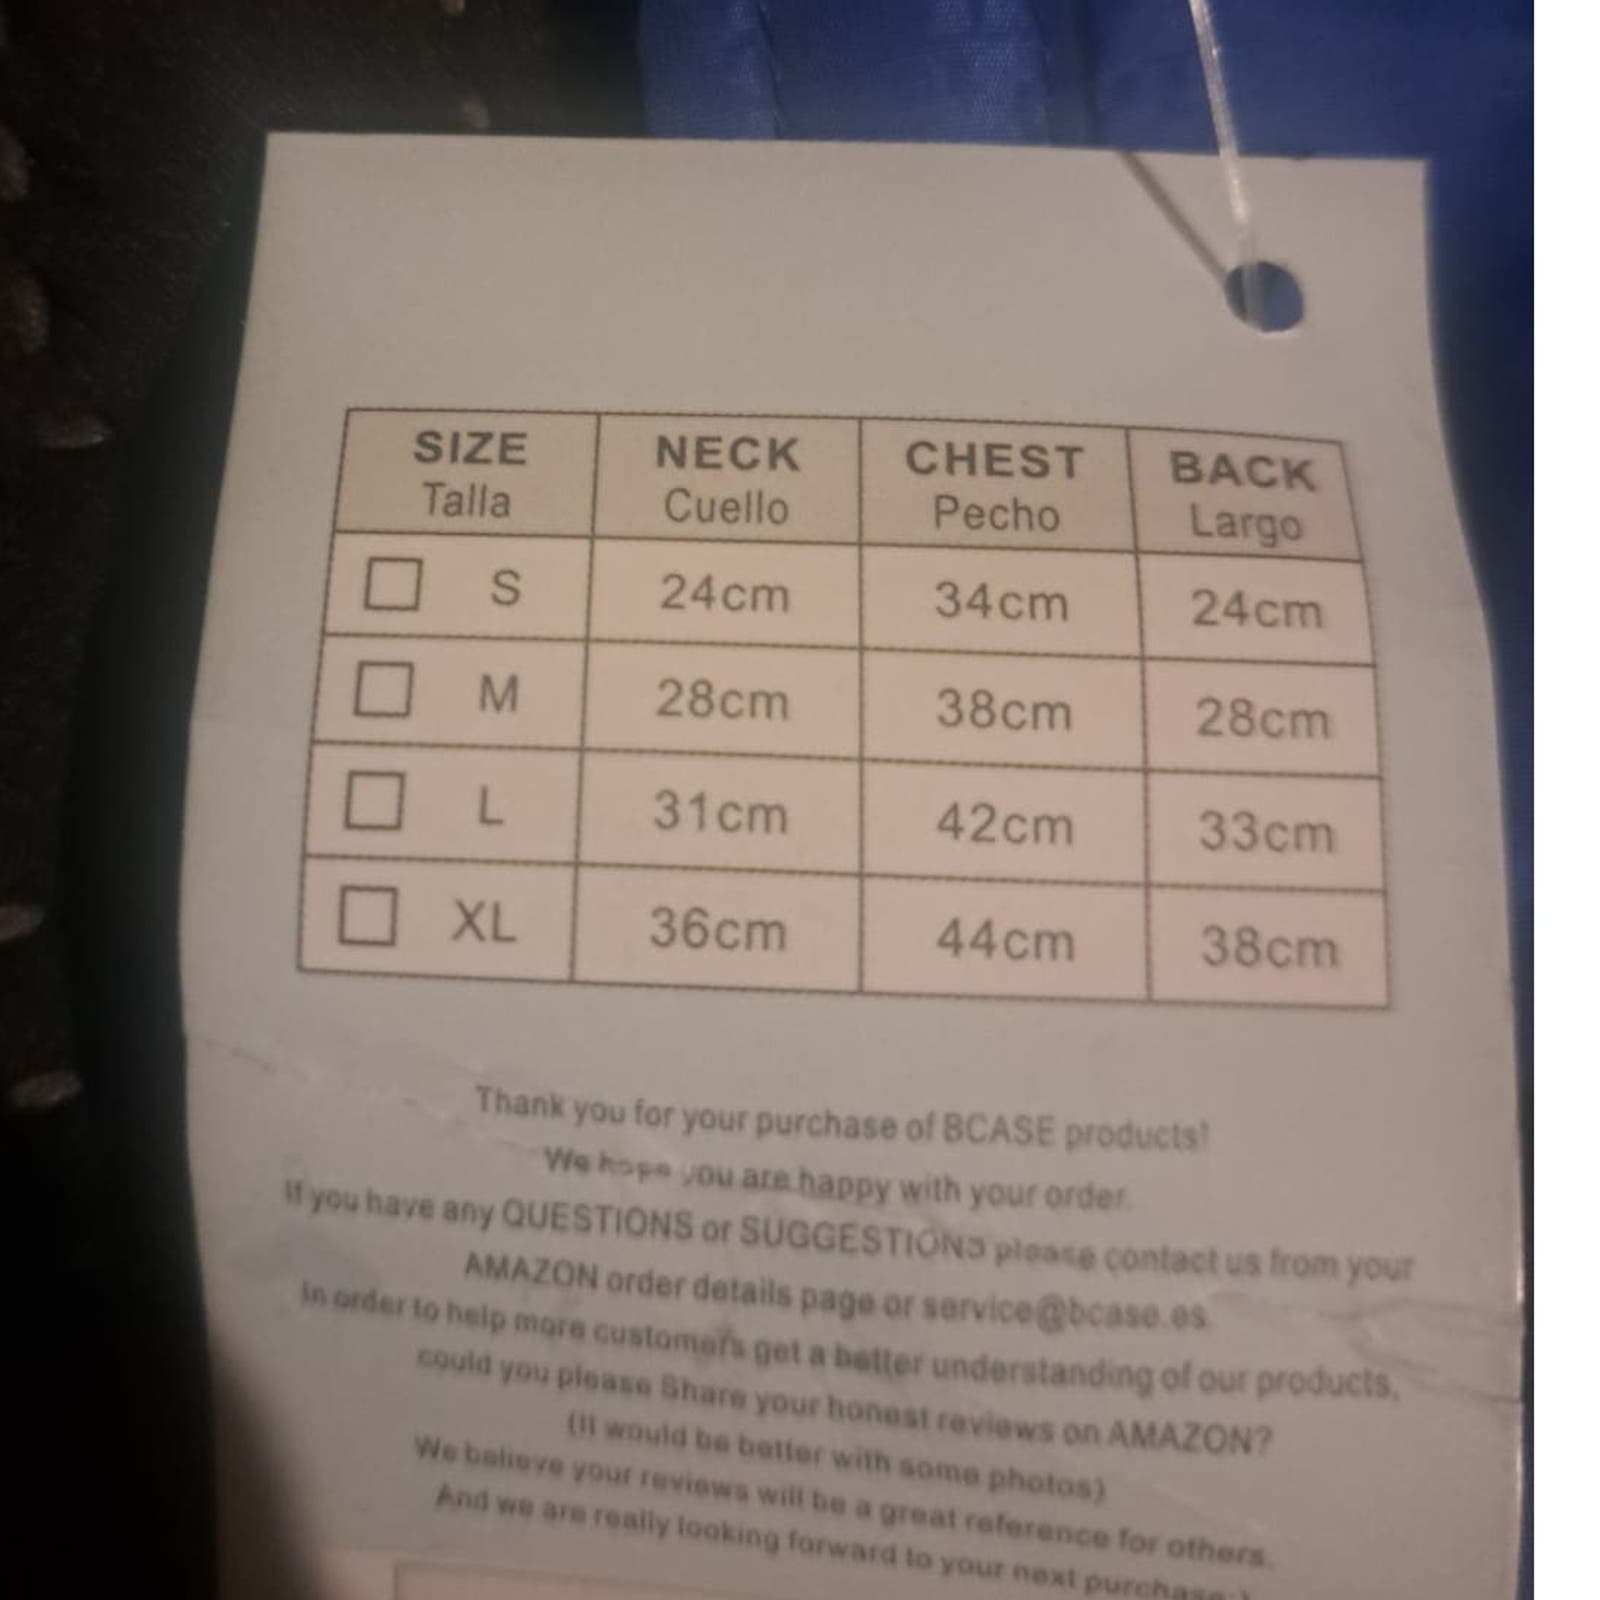 SIZE NECK CHEST BACK
Talla Cuello Pecho Largo
S 24cm 34cm 24cm
M 28cm 38cm 28cm
L 31cm 42cm 33cm
XL 36cm 44cm 38cm
Thank you for your purchase of BCASE products!
We hope you are happy with your order.
If you have any QUESTIONS or SUGGESTIONS please contact us from your
AMAZON order details page or service@bcase.es
In order to help more customers get a better understanding of our products,
could you please Share your honest reviews on AMAZON?
(It would be better with some photos)
We believe your reviews will be a great reference for others.
And we are really looking forward to your next purchase:)